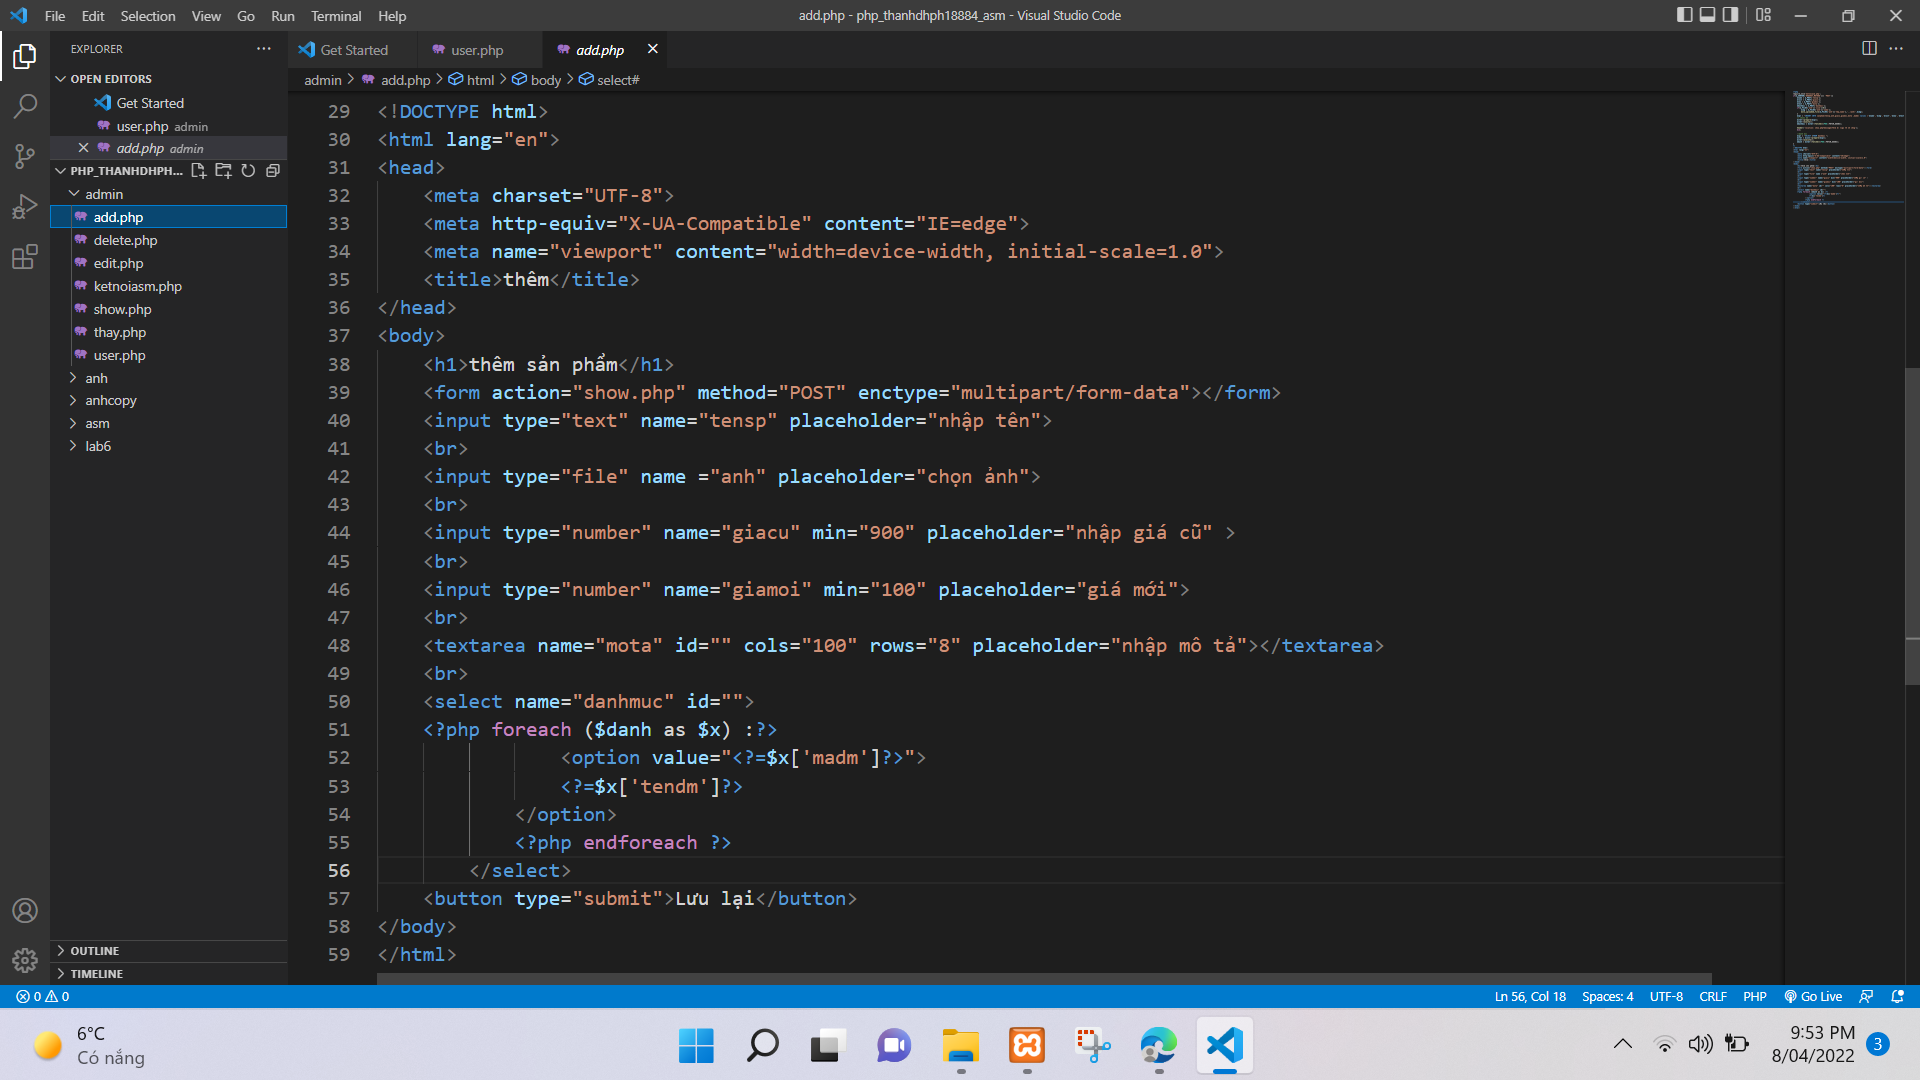 File Edit Selection View Go Run Terminal Help
add.php - php_thanhdhph18884_asm - Visual Studio Code
EXPLORER
Get Started user.php add.php
OPEN EDITORS
Get Started
user.php admin
add.php admin
PHP_THANHDHPH...
admin
add.php
delete.php
edit.php
ketnoiasm.php
show.php
thay.php
user.php
anh
anhcopy
asm
lab6
OUTLINE
TIMELINE
admin > add.php > html > body > select#
29 <!DOCTYPE html>
30 <html lang="en">
31 <head>
32 <meta charset="UTF-8">
33 <meta http-equiv="X-UA-Compatible" content="IE=edge">
34 <meta name="viewport" content="width=device-width, initial-scale=1.0">
35 <title>thêm</title>
36 </head>
37 <body>
38 <h1>thêm sản phẩm</h1>
39 <form action="show.php" method="POST" enctype="multipart/form-data"></form>
40 <input type="text" name="tensp" placeholder="nhập tên">
41 <br>
42 <input type="file" name ="anh" placeholder="chọn ảnh">
43 <br>
44 <input type="number" name="giacu" min="900" placeholder="nhập giá cũ" >
45 <br>
46 <input type="number" name="giamoi" min="100" placeholder="giá mới">
47 <br>
48 <textarea name="mota" id="" cols="100" rows="8" placeholder="nhập mô tả"></textarea>
49 <br>
50 <select name="danhmuc" id="">
51 <?php foreach ($danh as $x) :?>
52 <option value="<?=$x['madm']?>">
53 <?=$x['tendm']?>
54 </option>
55 <?php endforeach ?>
56 </select>
57 <button type="submit">Lưu lại</button>
58 </body>
59 </html>
0 0
Ln 56, Col 18 Spaces: 4 UTF-8 CRLF PHP Go Live
6°C
Có nắng
9:53 PM
8/04/2022
3